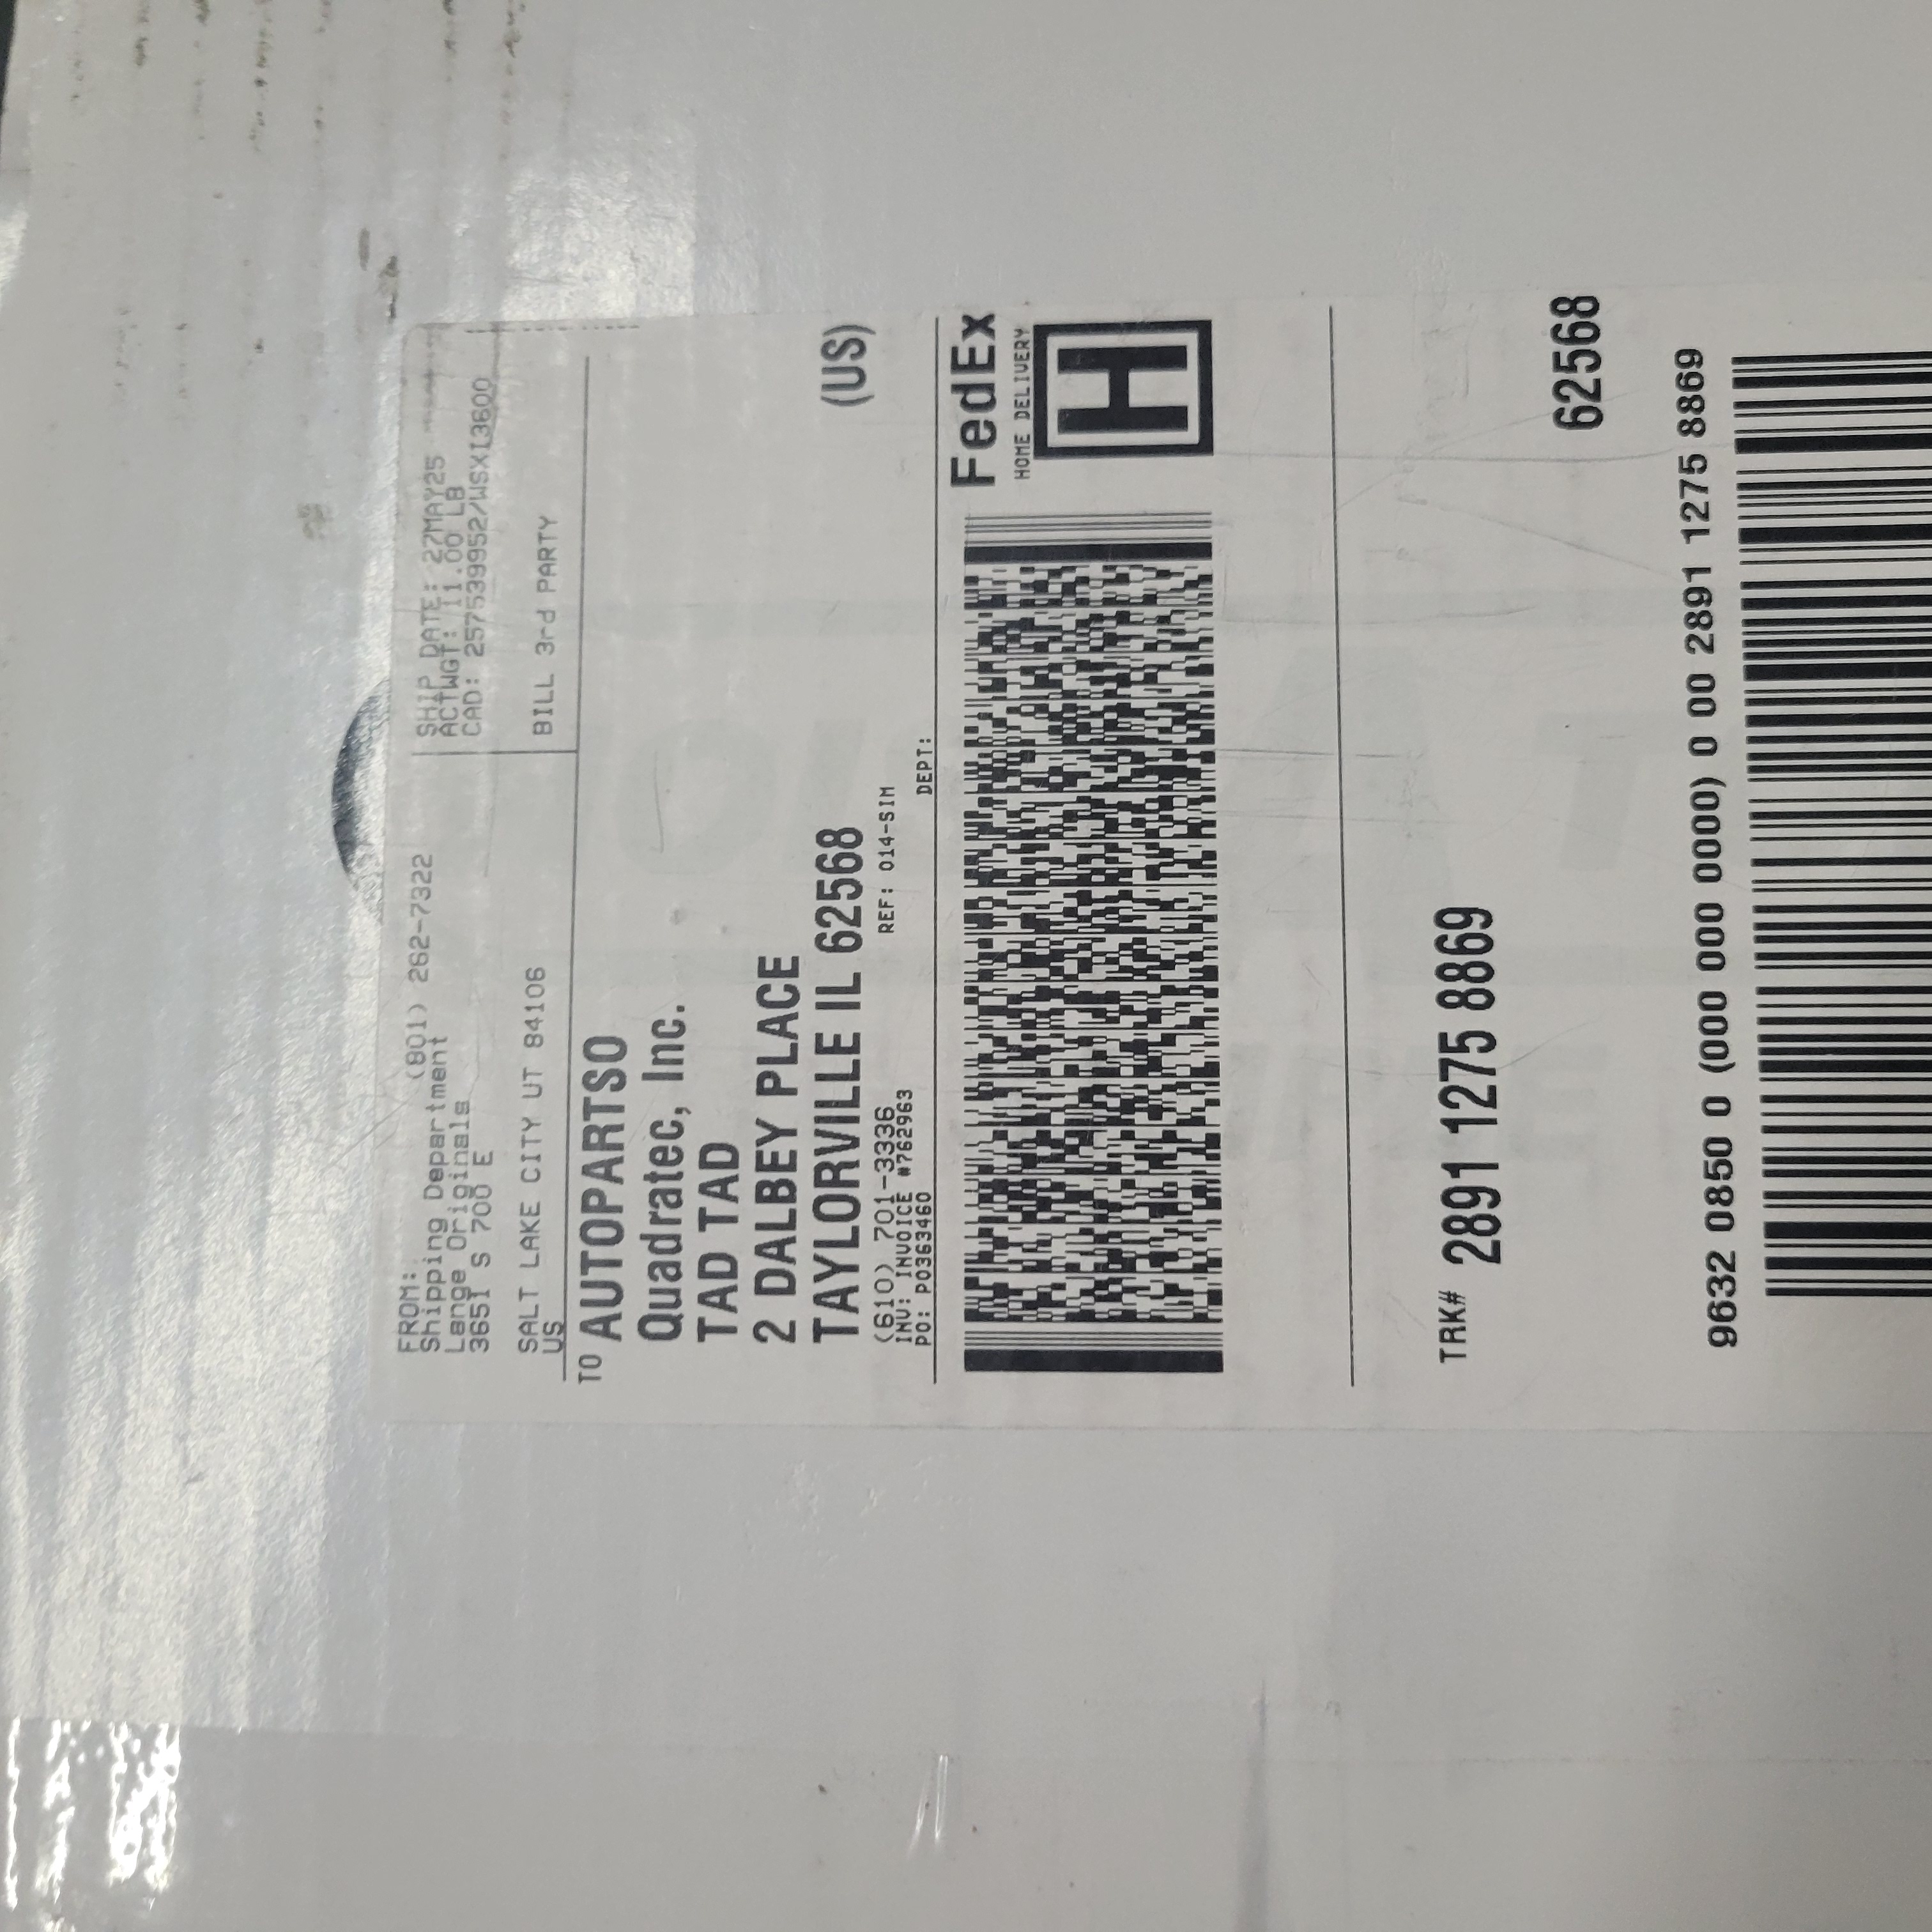 FROM:
(801) 262-7322
Shipping Department
Lange Originals
3651 S 700 E
SALT LAKE CITY UT 84106
US
SHIP DATE: 27MAY25
ACTWGT: 11.00 LB
CAD: 257539952/WSXI3600
BILL 3rd PARTY
TO AUTOPARTSO
Quadratec, Inc.
TAD TAD
2 DALBEY PLACE
TAYLORVILLE IL 62568
(US)
(610) 701-3336
REF: 014-SIM
INV: INVOICE #762963
PO: PO363460
DEPT:
FedEx
HOME DELIVERY
H
TRK# 2891 1275 8869
62568
9632 0850 0 (000 000 0000) 0 00 2891 1275 8869